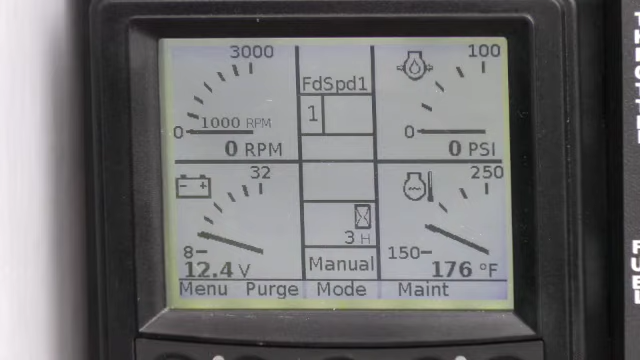 3000
1000 RPM
0
0 RPM
FdSpd1
1
100
0
0 PSI
32
8
12.4 V
3 H
Manual
250
150
176 °F
Menu Purge Mode Maint